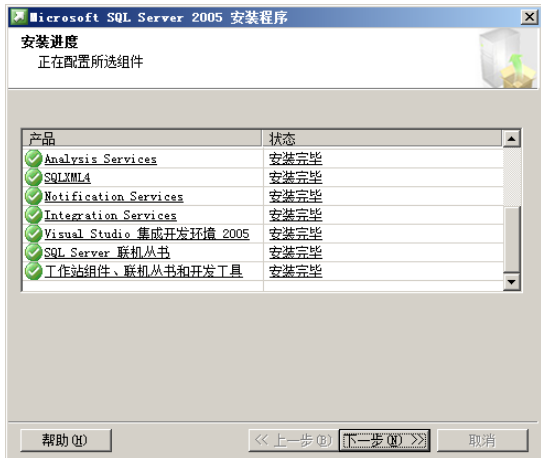 Microsoft SQL Server 2005 安装程序
安装进度
正在配置所选组件
产品 状态
Analysis Services 安装完毕
SQLXML4 安装完毕
Notification Services 安装完毕
Integration Services 安装完毕
Visual Studio 集成开发环境 2005 安装完毕
SQL Server 联机丛书 安装完毕
工作站组件、联机丛书和开发工具 安装完毕
帮助(H) << 上一步(B) 下一步(N) >> 取消